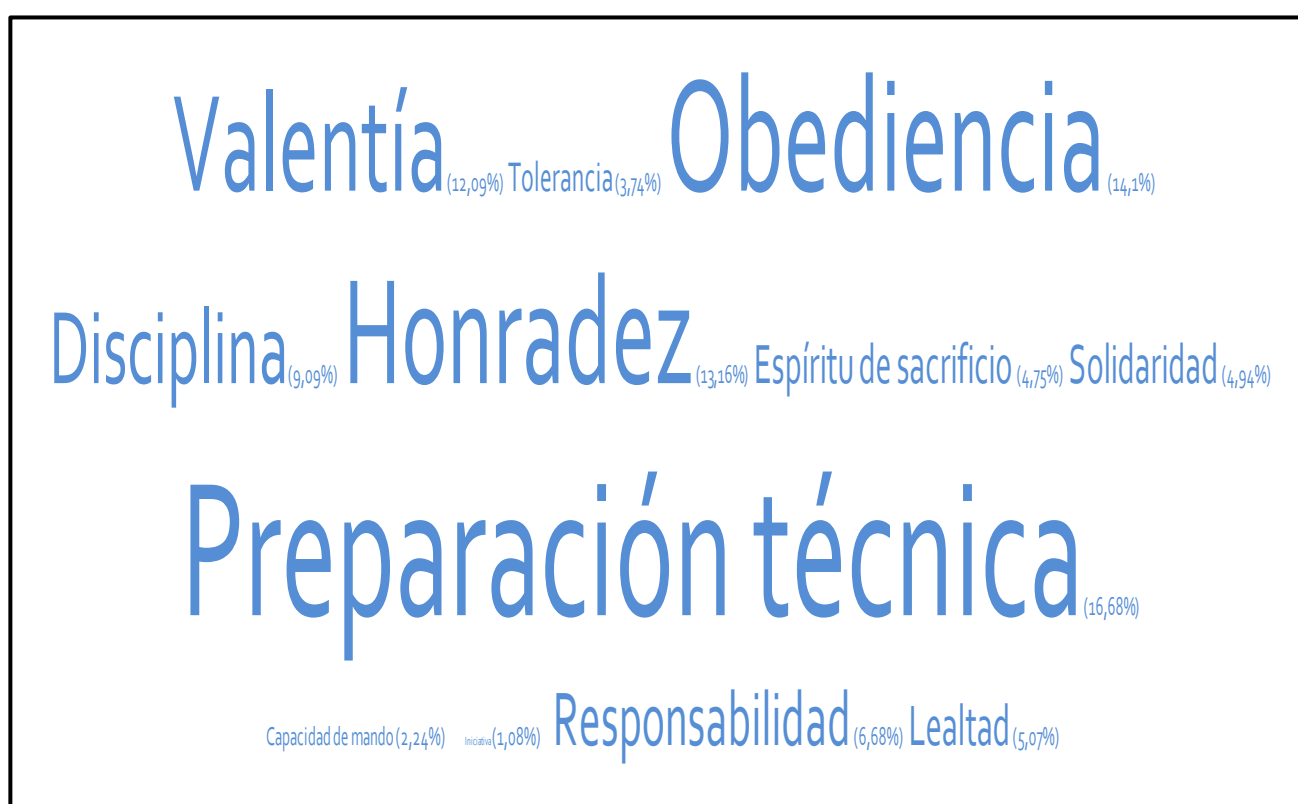 Valentía (12,09%) Tolerancia (3,74%) Obediencia (14,1%)
Disciplina (9,09%) Honradez (13,16%) Espíritu de sacrificio (4,75%) Solidaridad (4,94%)
Preparación técnica (16,68%)
Capacidad de mando (2,24%) Iniciativa (1,08%) Responsabilidad (6,68%) Lealtad (5,07%)